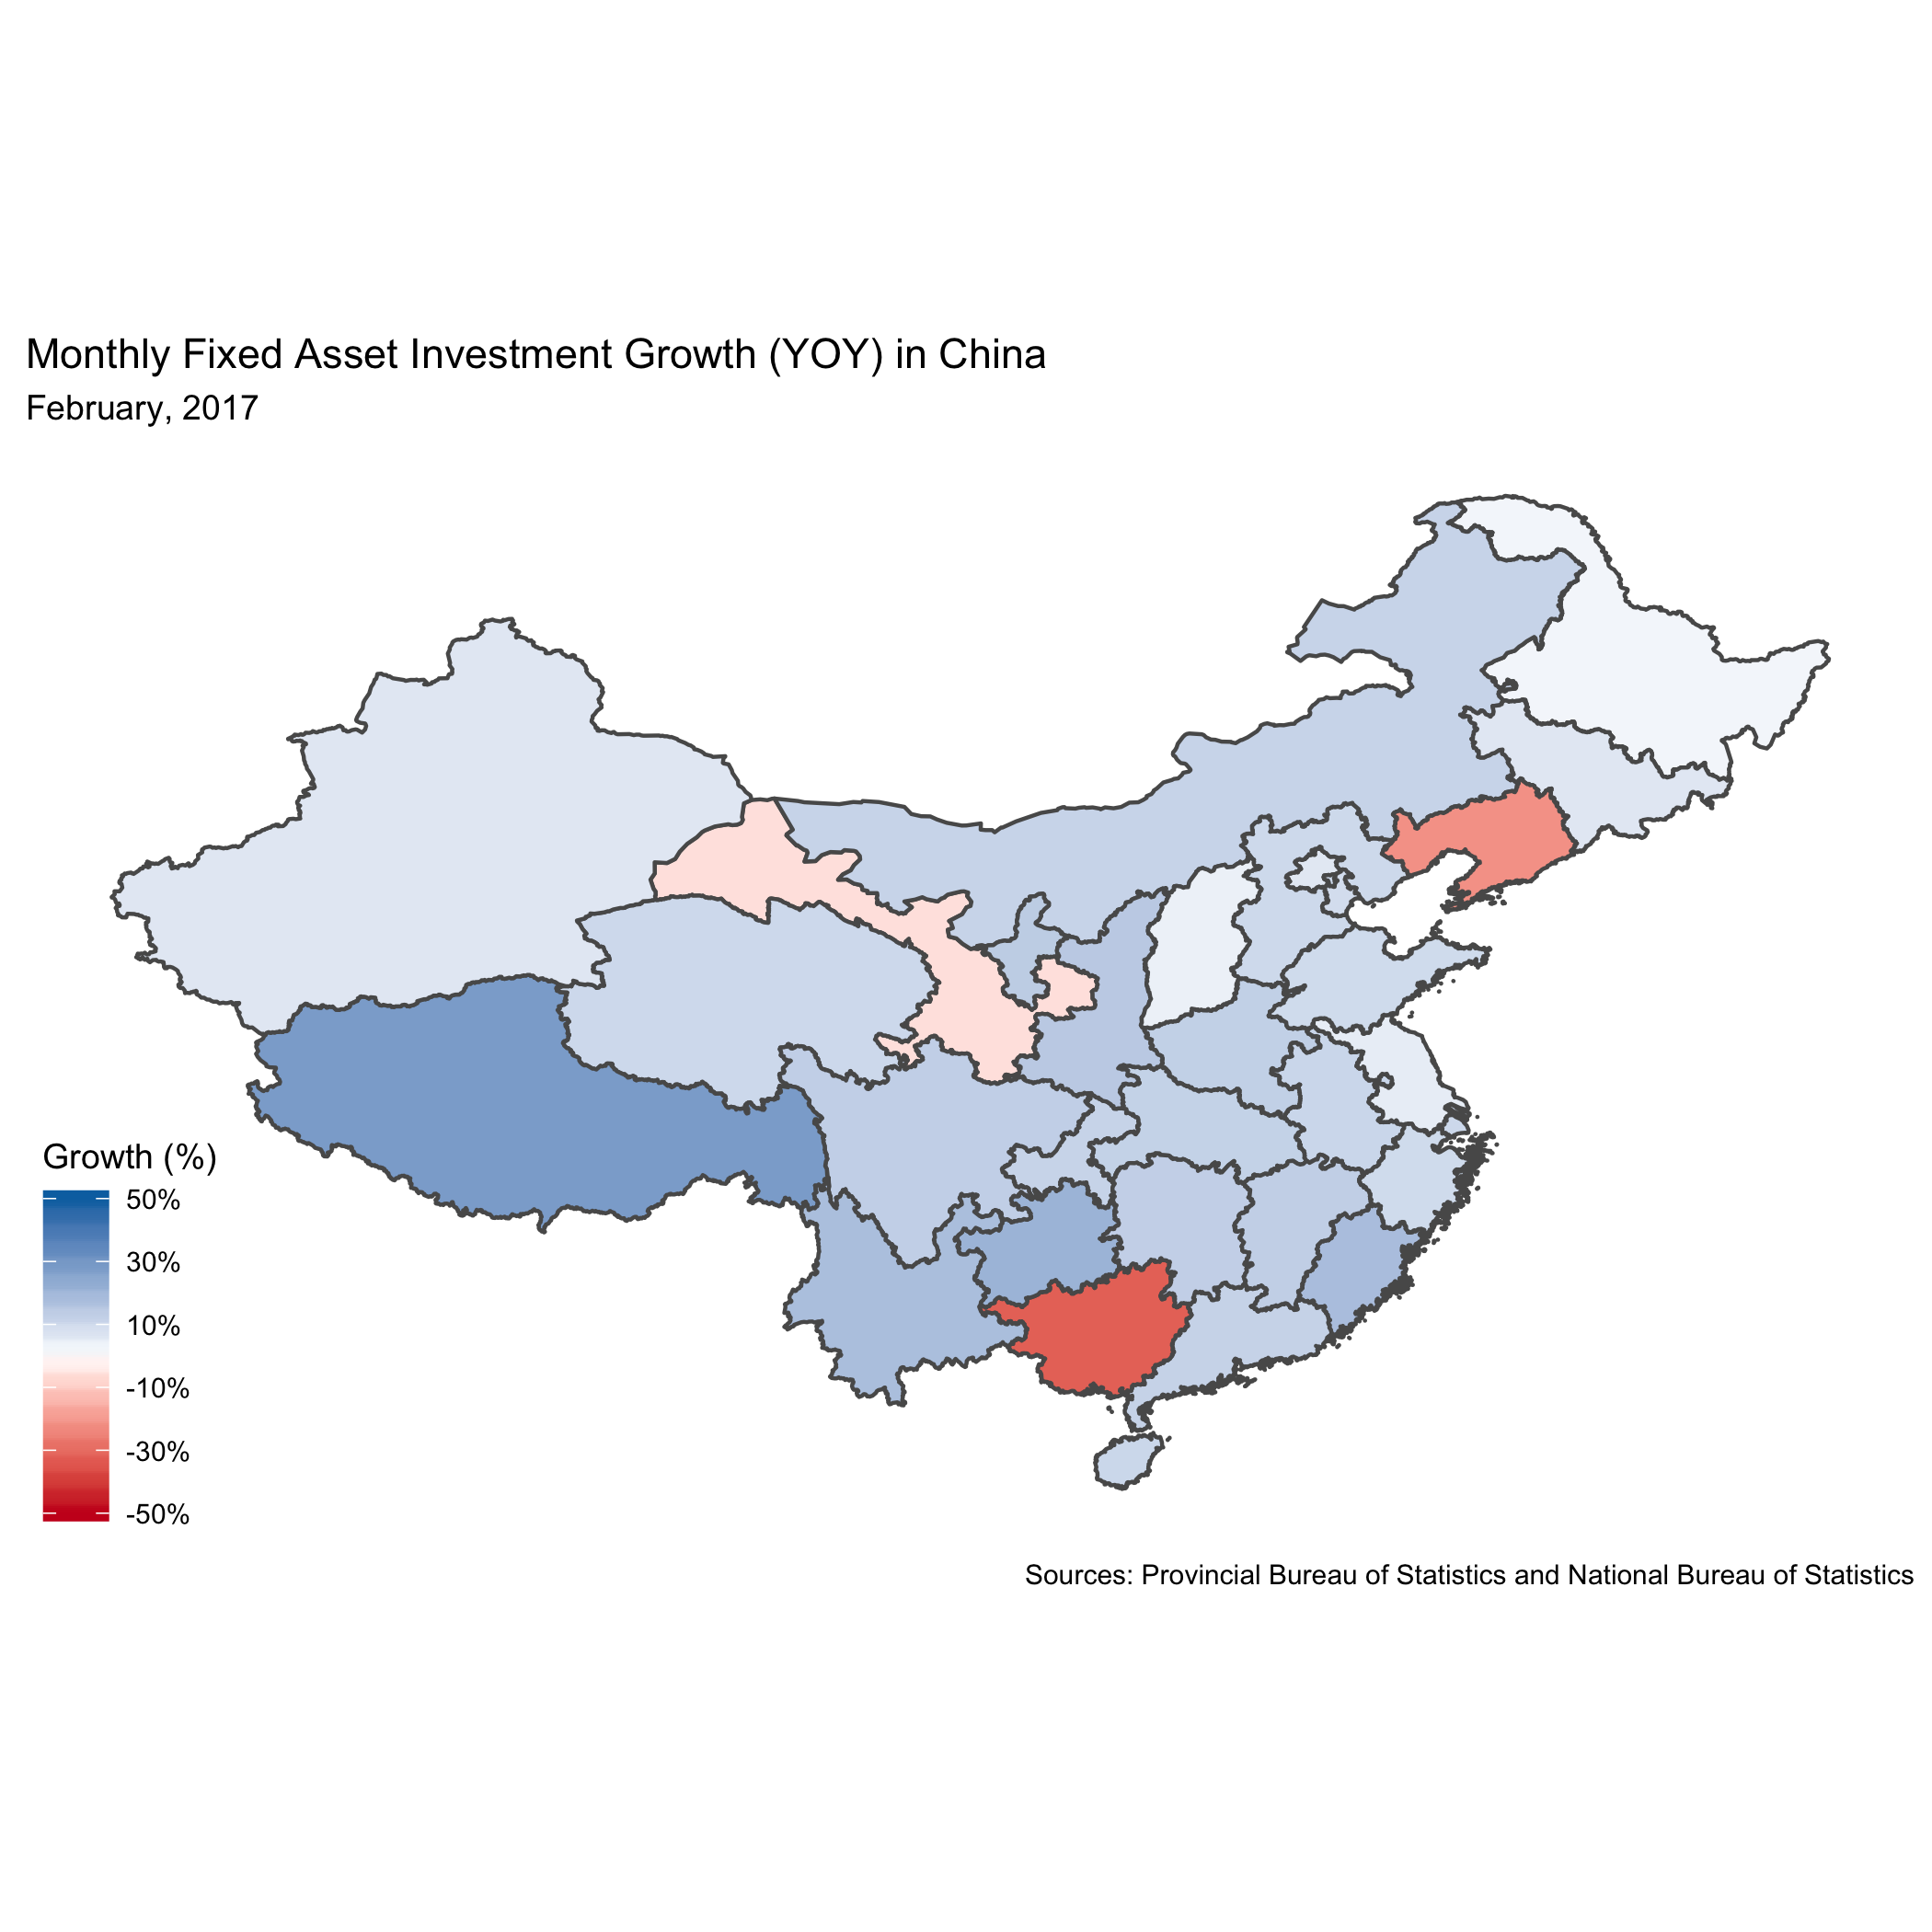 Monthly Fixed Asset Investment Growth (YOY) in China
February, 2017
Growth (%)
50%
30%
10%
-10%
-30%
-50%
Sources: Provincial Bureau of Statistics and National Bureau of Statistics